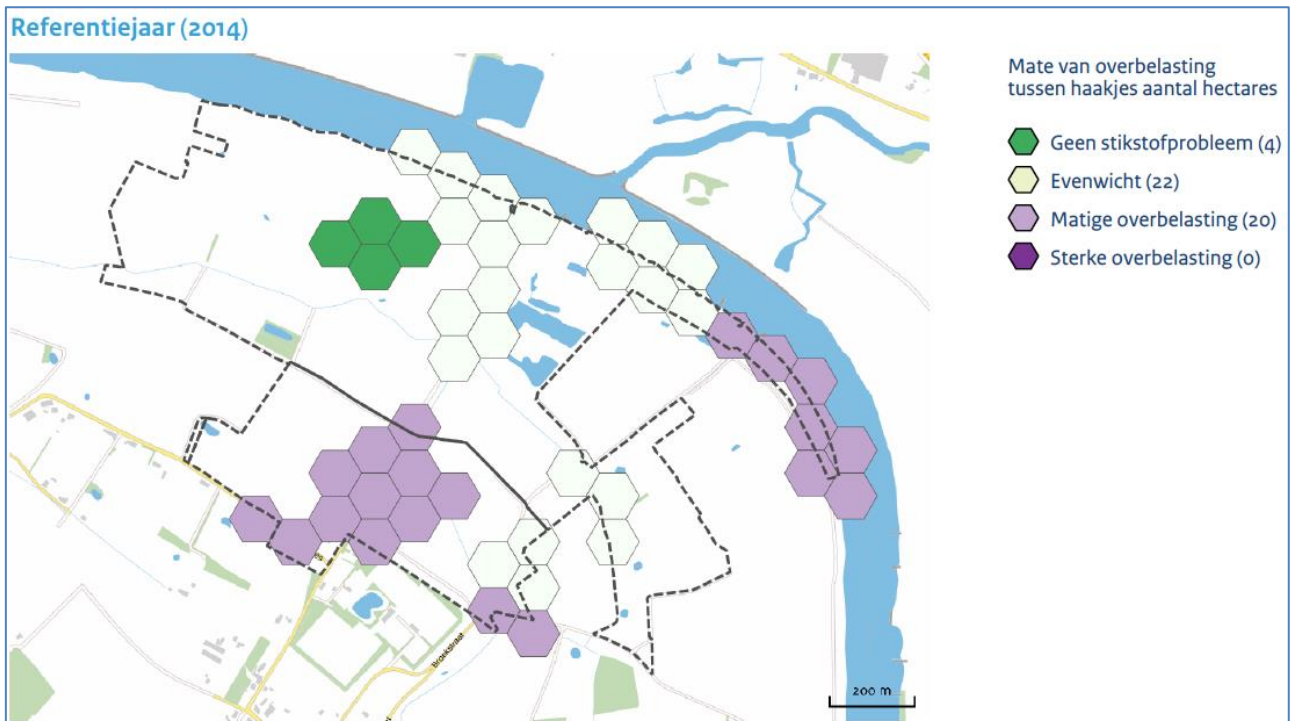 Referentiejaar (2014)
Mate van overbelasting
tussen haakjes aantal hectares
Geen stikstofprobleem (4)
Evenwicht (22)
Matige overbelasting (20)
Sterke overbelasting (0)
Broekstraat
200 m